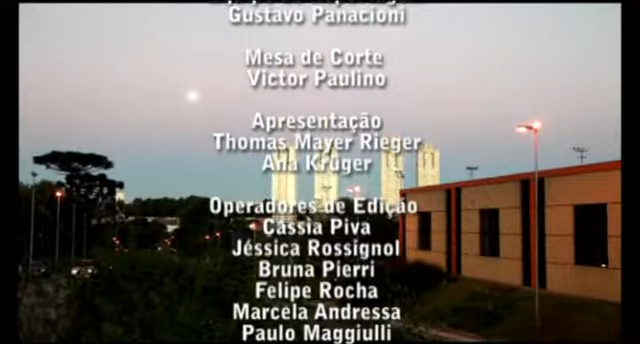 Gustavo Panacioni
Mesa de Corte
Victor Paulino
Apresentação
Thomas Mayer Rieger
Ana Krüger
Operadores de Edição
Cássia Piva
Jéssica Rossignol
Bruna Pierri
Felipe Rocha
Marcela Andressa
Paulo Maggiulli